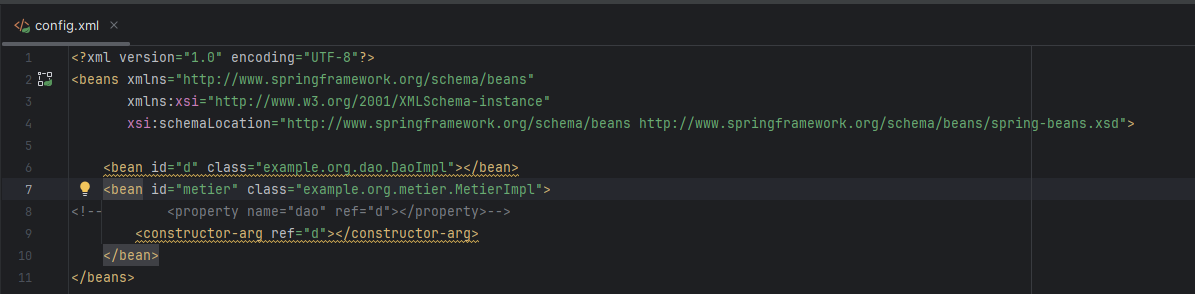 config.xml
1 <?xml version="1.0" encoding="UTF-8"?>
2 <beans xmlns="http://www.springframework.org/schema/beans"
3 xmlns:xsi="http://www.w3.org/2001/XMLSchema-instance"
4 xsi:schemaLocation="http://www.springframework.org/schema/beans http://www.springframework.org/schema/beans/spring-beans.xsd">
5
6 <bean id="d" class="example.org.dao.DaoImpl"></bean>
7 <bean id="metier" class="example.org.metier.MetierImpl">
8 <!-- <property name="dao" ref="d"></property>-->
9 <constructor-arg ref="d"></constructor-arg>
10 </bean>
11 </beans>